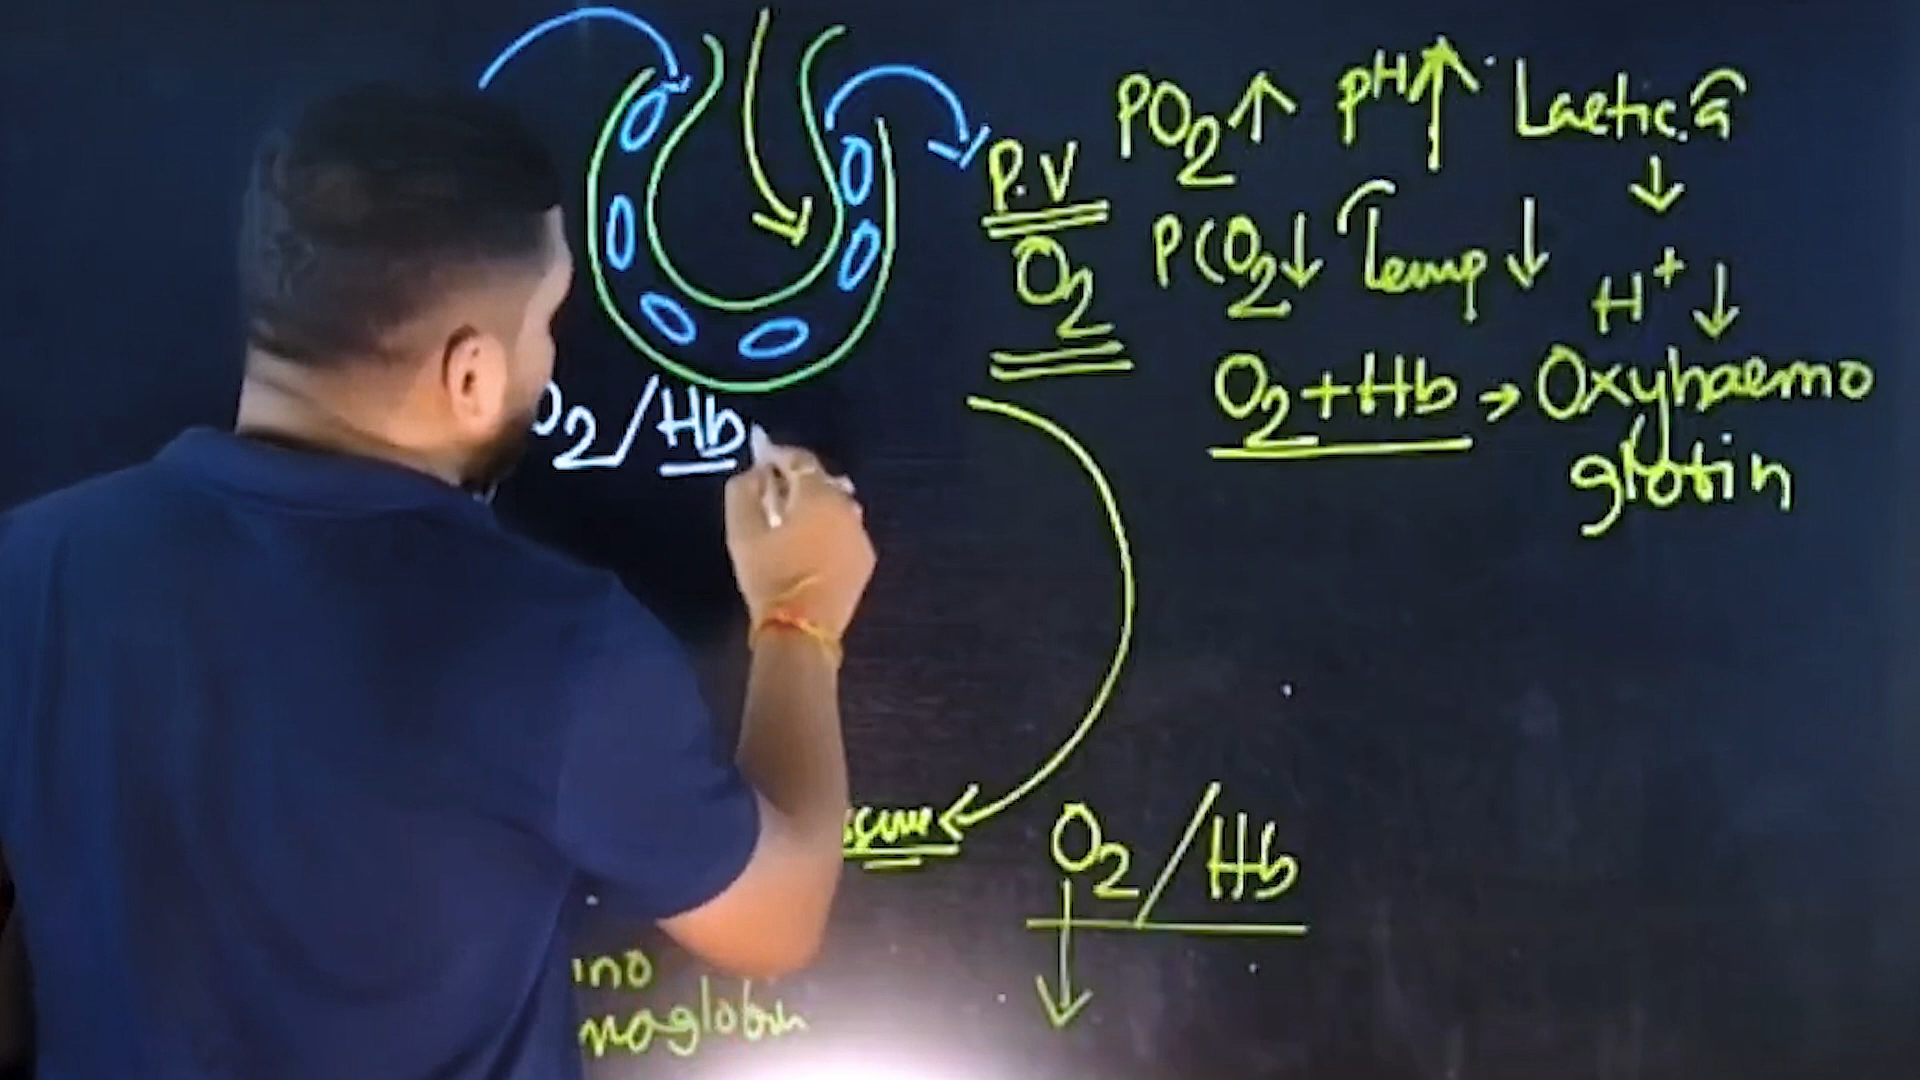 PO₂↑ pH↑ Lactic.a
↓
P.V
O₂
PCO₂↓ Temp↓ H⁺↓
O₂+Hb → Oxyhaemo
globin
O₂/Hb
O₂/Hb
↓